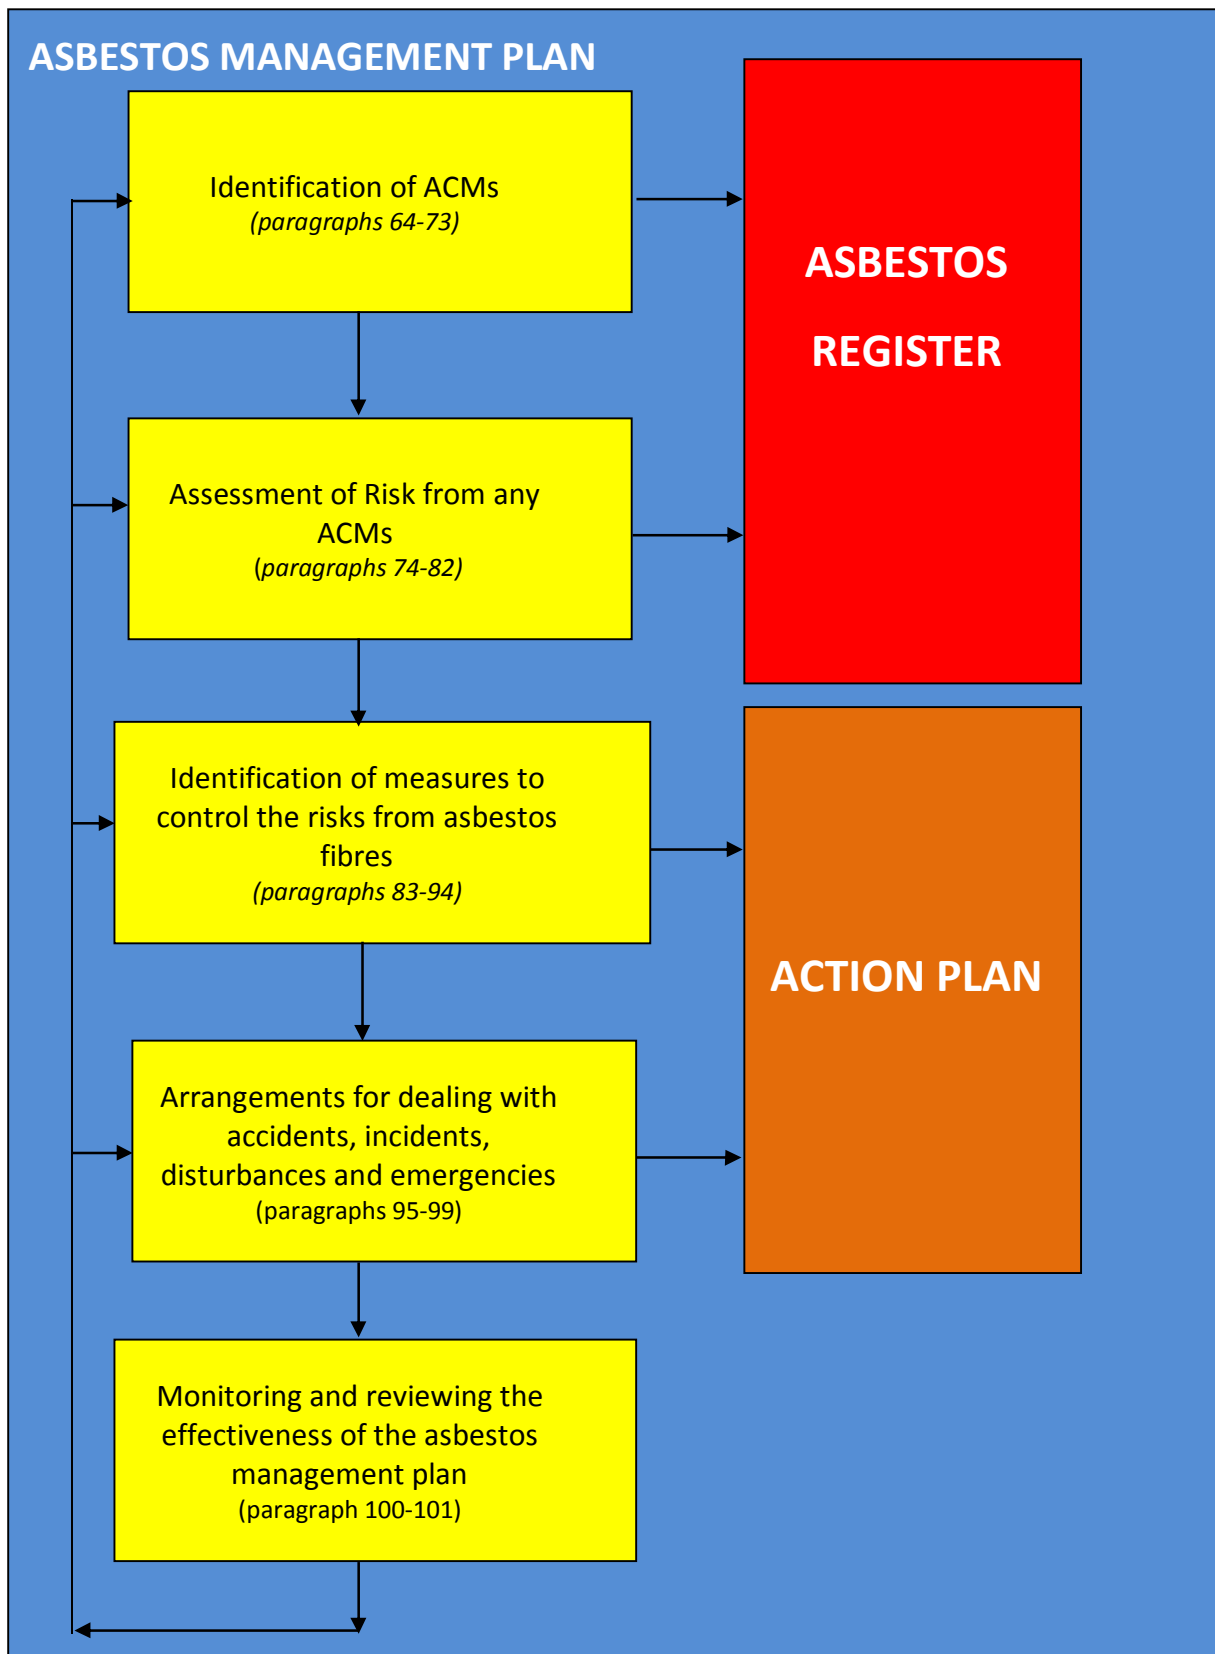 ASBESTOS MANAGEMENT PLAN
Identification of ACMs
(paragraphs 64-73)
ASBESTOS
REGISTER
Assessment of Risk from any
ACMs
(paragraphs 74-82)
Identification of measures to
control the risks from asbestos
fibres
(paragraphs 83-94)
ACTION PLAN
Arrangements for dealing with
accidents, incidents,
disturbances and emergencies
(paragraphs 95-99)
Monitoring and reviewing the
effectiveness of the asbestos
management plan
(paragraph 100-101)